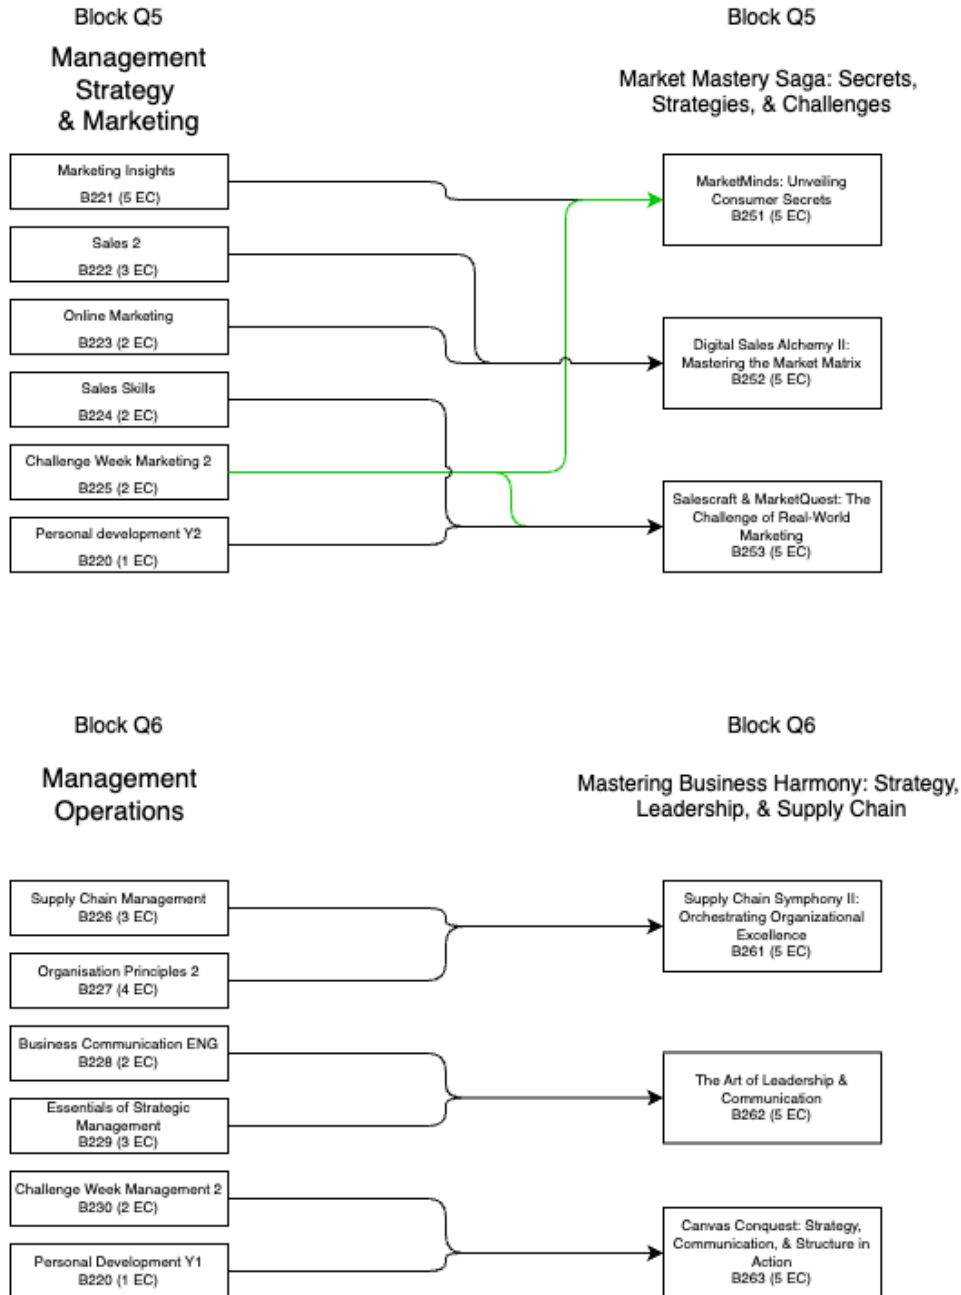 Block Q5
Management
Strategy
& Marketing
Marketing Insights
B221 (5 EC)
Sales 2
B222 (3 EC)
Online Marketing
B223 (2 EC)
Sales Skills
B224 (2 EC)
Challenge Week Marketing 2
B225 (2 EC)
Personal development Y2
B220 (1 EC)
Block Q5
Market Mastery Saga: Secrets,
Strategies, & Challenges
MarketMinds: Unveiling
Consumer Secrets
B251 (5 EC)
Digital Sales Alchemy II:
Mastering the Market Matrix
B252 (5 EC)
Salescraft & MarketQuest: The
Challenge of Real-World
Marketing
B253 (5 EC)
Block Q6
Management
Operations
Supply Chain Management
B226 (3 EC)
Organisation Principles 2
B227 (4 EC)
Business Communication ENG
B228 (2 EC)
Essentials of Strategic
Management
B229 (3 EC)
Challenge Week Management 2
B230 (2 EC)
Personal Development Y1
B220 (1 EC)
Block Q6
Mastering Business Harmony: Strategy,
Leadership, & Supply Chain
Supply Chain Symphony II:
Orchestrating Organizational
Excellence
B261 (5 EC)
The Art of Leadership &
Communication
B262 (5 EC)
Canvas Conquest: Strategy,
Communication, & Structure in
Action
B263 (5 EC)